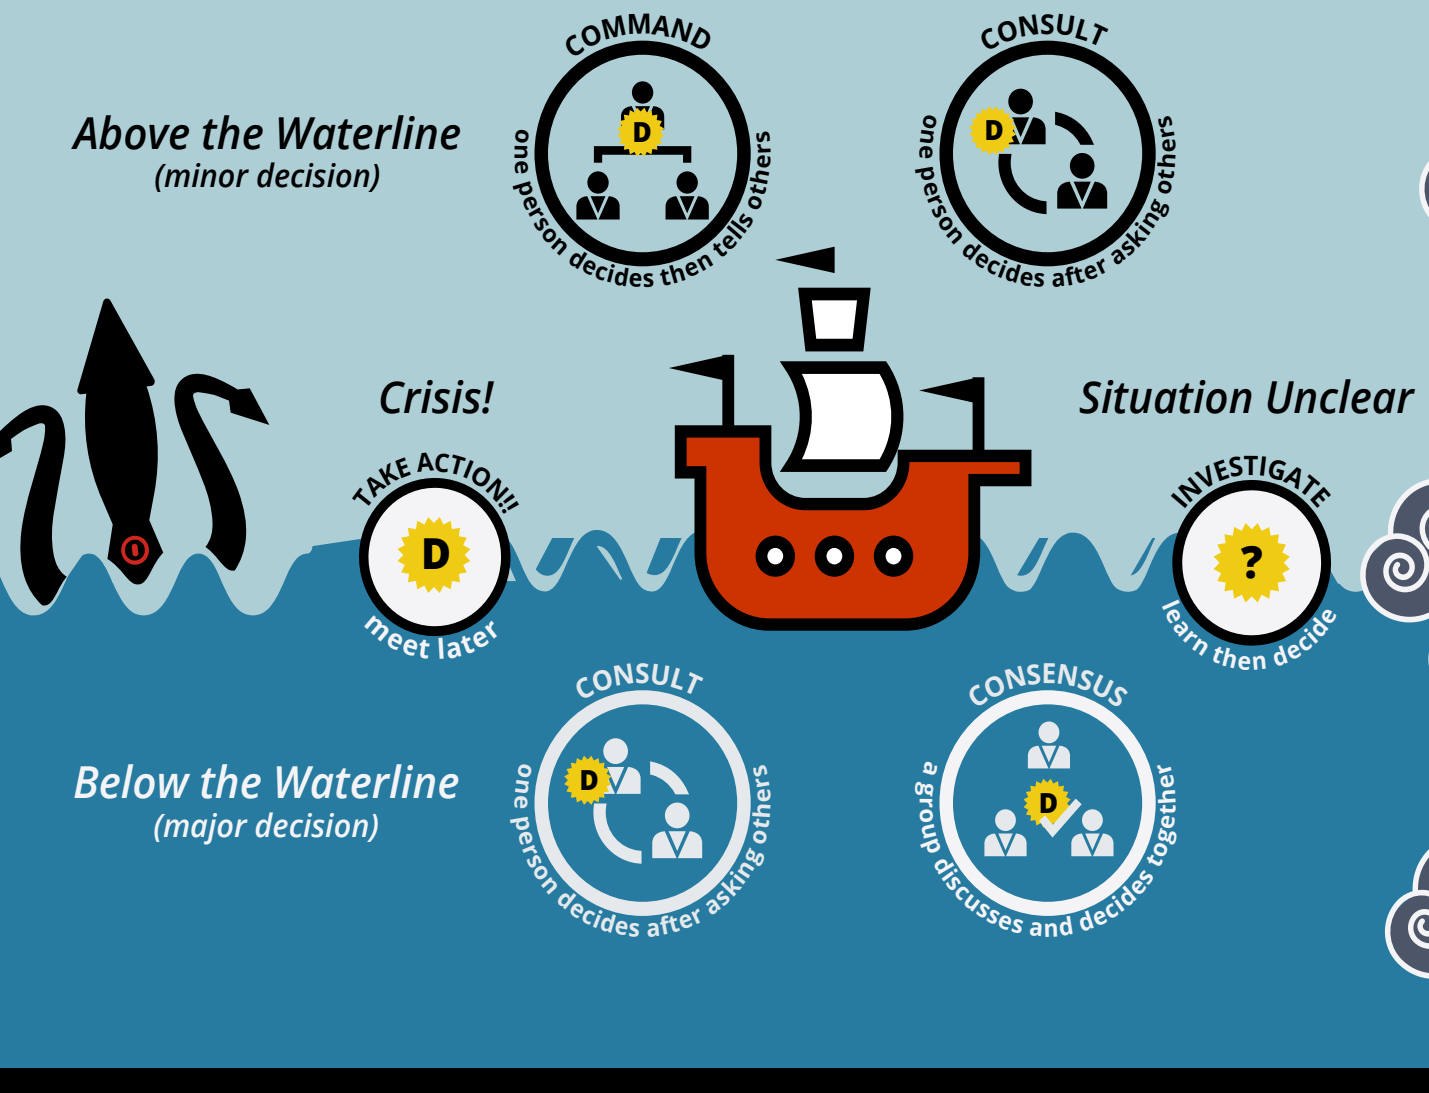 COMMAND
D
one person decides then tells others
CONSULT
D
one person decides after asking others
Above the Waterline
(minor decision)
Crisis!
TAKE ACTION!!
D
meet later
Situation Unclear
INVESTIGATE
?
learn then decide
Below the Waterline
(major decision)
CONSULT
D
one person decides after asking others
CONSENSUS
D
a group discusses and decides together